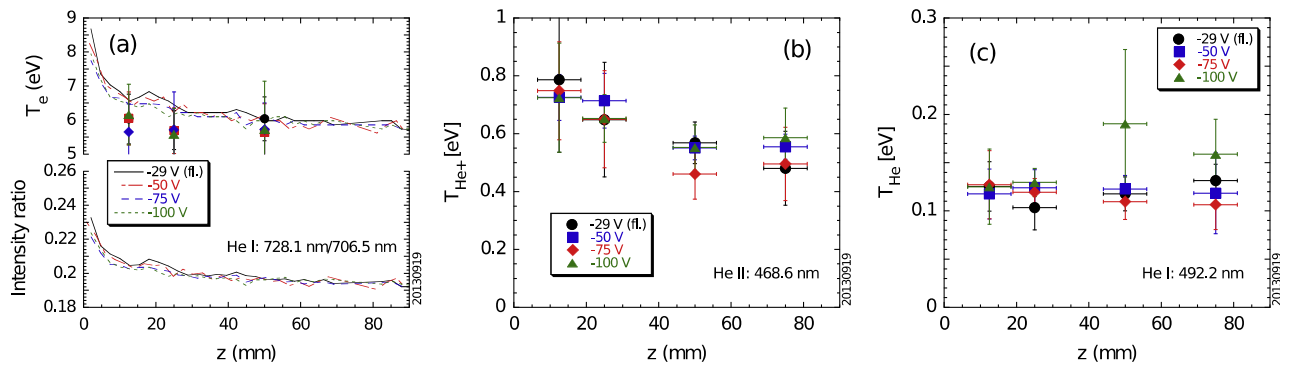 (a)
T_e (eV)
9
8
7
6
5
-29 V (fl.)
-50 V
-75 V
-100 V
He I: 728.1 nm/706.5 nm
Intensity ratio
0.26
0.24
0.22
0.2
0.18
0 20 40 60 80
z (mm)
20130919
(b)
T_He+ [eV]
1
0.8
0.6
0.4
0.2
0
-29 V (fl.)
-50 V
-75 V
-100 V
He II: 468.6 nm
0 20 40 60 80
z (mm)
20130919
(c)
T_He [eV]
0.3
0.2
0.1
0
-29 V (fl.)
-50 V
-75 V
-100 V
He I: 492.2 nm
0 20 40 60 80
z (mm)
20130919